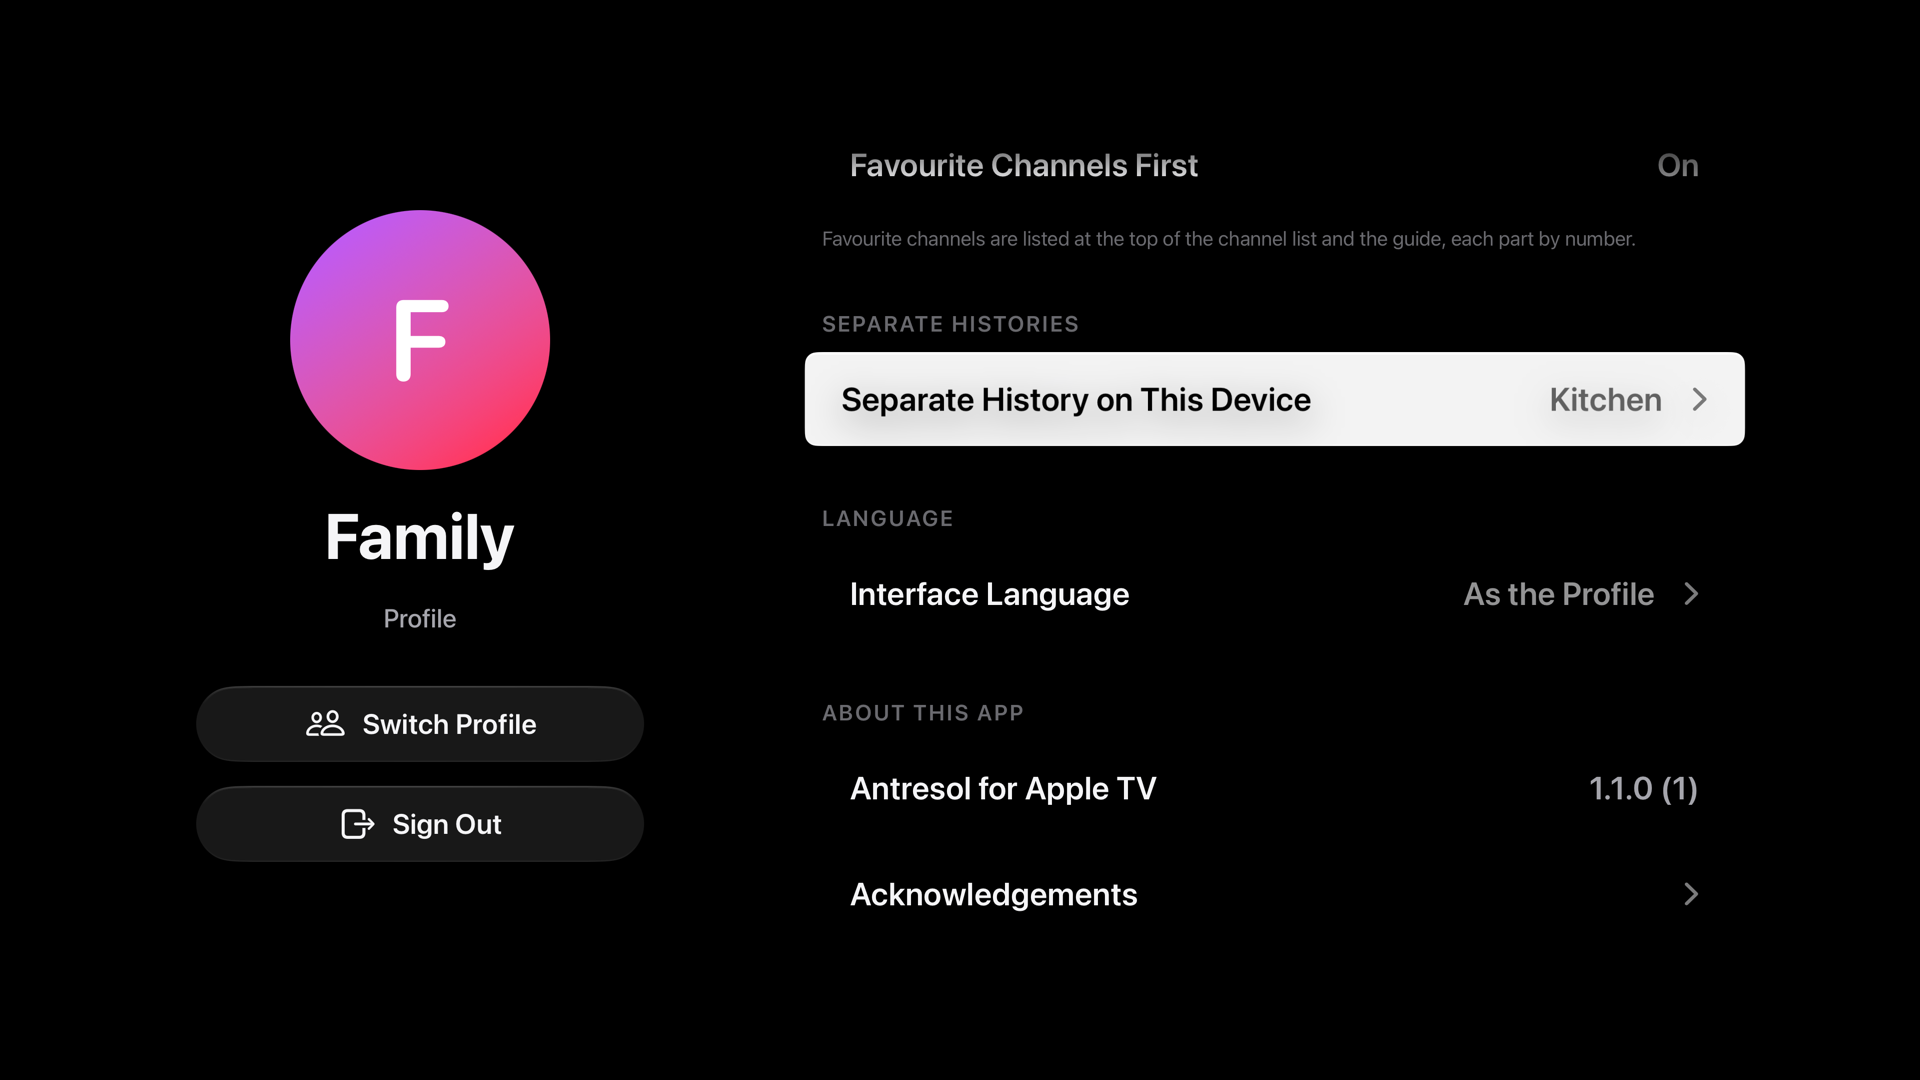 F
Family
Profile
Switch Profile
Sign Out
Favourite Channels First On
Favourite channels are listed at the top of the channel list and the guide, each part by number.
SEPARATE HISTORIES
Separate History on This Device Kitchen
LANGUAGE
Interface Language As the Profile
ABOUT THIS APP
Antresol for Apple TV 1.1.0 (1)
Acknowledgements